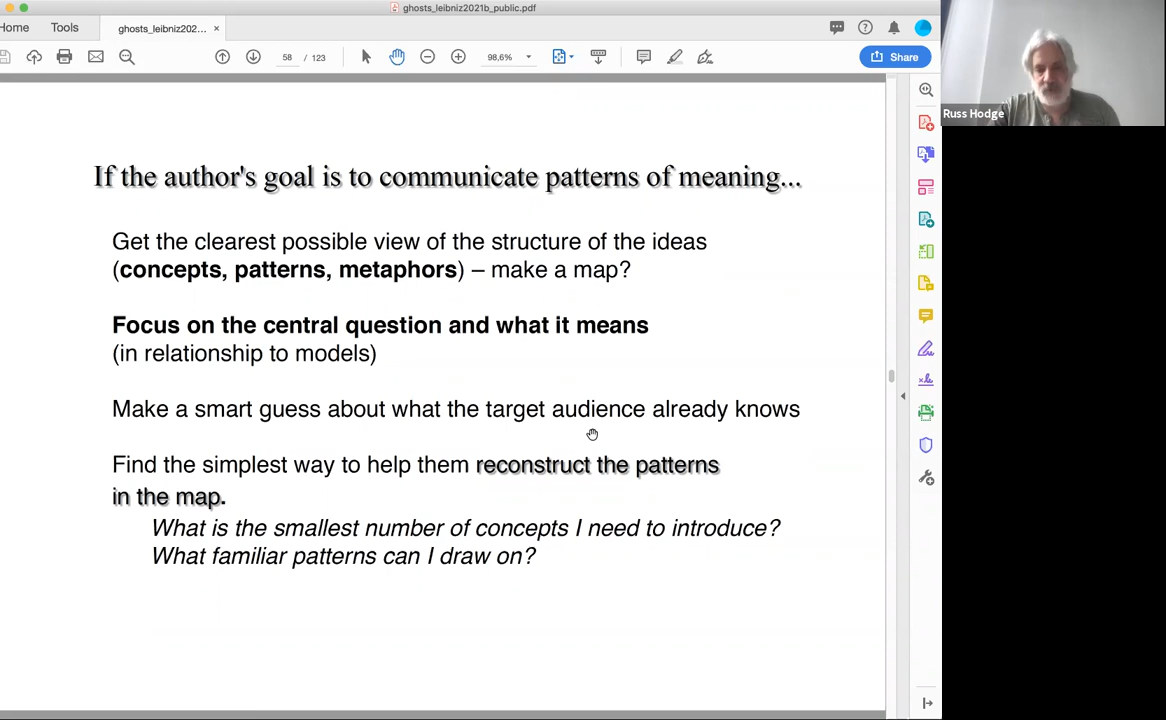 ghosts_leibniz2021b_public.pdf
Home
Tools
ghosts_leibniz202...
×
58 / 123
98,6%
Share
Russ Hodge
If the author's goal is to communicate patterns of meaning...
Get the clearest possible view of the structure of the ideas
(concepts, patterns, metaphors) – make a map?
Focus on the central question and what it means
(in relationship to models)
Make a smart guess about what the target audience already knows
Find the simplest way to help them reconstruct the patterns
in the map.
What is the smallest number of concepts I need to introduce?
What familiar patterns can I draw on?